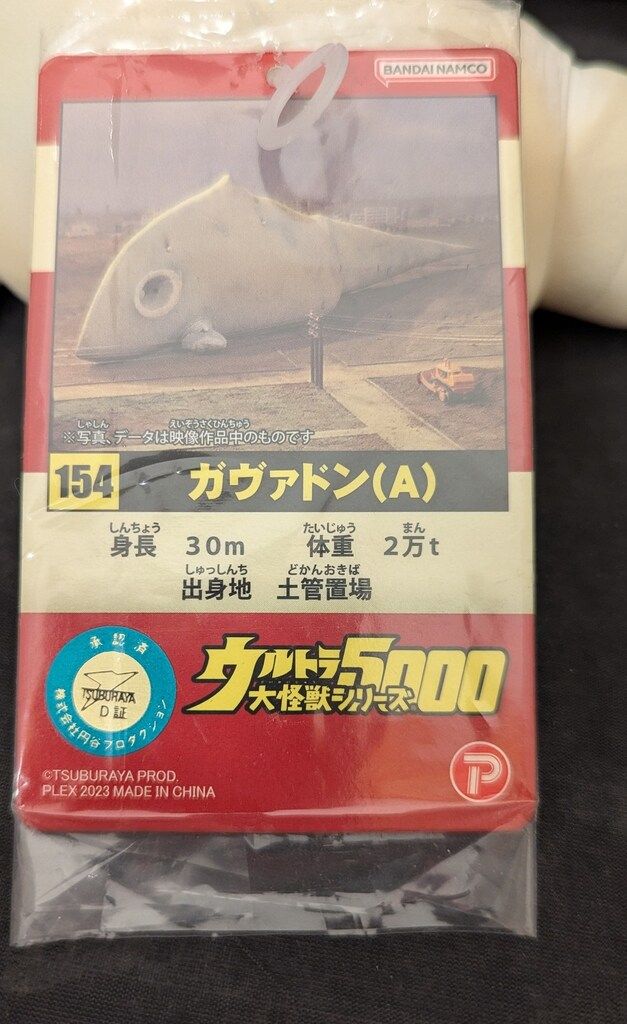 BANDAI NAMCO
しゃしん えいぞうさくひんちゅう
※写真、データは映像作品中のものです
154 ガヴァドン(A)
しんちょう たいじゅう まん
身長 30m 体重 2万t
しゅっしんち どかんおきば
出身地 土管置場
承認済
TSUBURAYA
D 証
株式会社円谷プロダクション
ウルトラ5000
大怪獣シリーズ
P
©TSUBURAYA PROD.
PLEX 2023 MADE IN CHINA